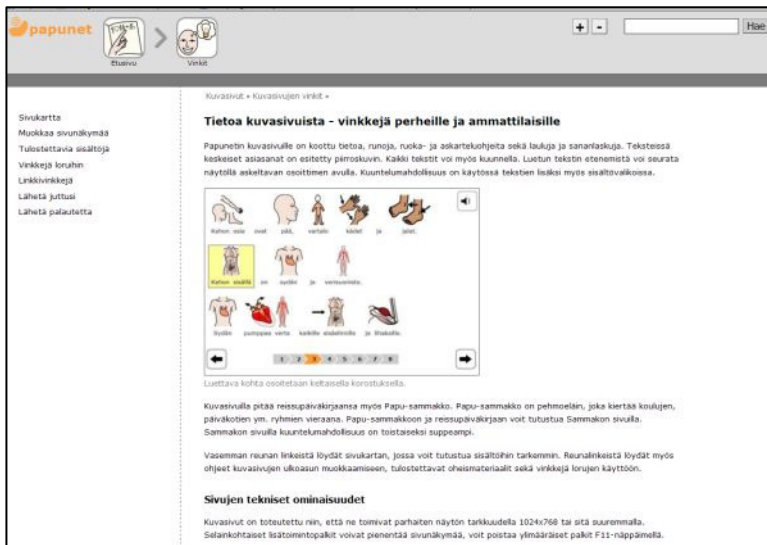 papunet
Etusivu
Vinkit
+ -
Hae
Kuvasivut » Kuvasivujen vinkit »
Sivukartta
Muokkaa sivunäkymää
Tulostettavia sisältöjä
Vinkkejä loruihin
Linkkivinkkejä
Lähetä juttusi
Lähetä palautetta
Tietoa kuvasivuista - vinkkejä perheille ja ammattilaisille
Papunetin kuvasivuille on koottu tietoa, runoja, ruoka- ja askarteluohjeita sekä lauluja ja sananlaskuja. Teksteissä
keskeiset asiasanat on esitetty piirroskuvin. Kaikki tekstit voi myös kuunnella. Luetun tekstin etenemistä voi seurata
näytöllä askeltavan osoittimen avulla. Kuuntelumahdollisuus on käytössä tekstien lisäksi myös sisältövalikoissa.
Kehon osia ovat pää, vartalo kädet ja jalat.
Kehon sisällä on sydän ja verisuonisto.
Sydän pumppaa verta kaikille sisäelimille ja lihaksille.
1 2 3 4 5 6 7 8
Luettava kohta osoitetaan keltaisella korostuksella.
Kuvasivuilla pitää reissupäiväkirjaansa myös Papu-sammakko. Papu-sammakko on pehmoeläin, joka kiertää koulujen,
päiväkotien ym. ryhmien vieraana. Papu-sammakkoon ja reissupäiväkirjaan voit tutustua Sammakon sivuilla.
Sammakon sivuilla kuuntelumahdollisuus on toistaiseksi suppeampi.
Vasemman reunan linkeistä löydät sivukartan, jossa voit tutustua sisältöihin tarkemmin. Reunalinkeistä löydät myös
ohjeet kuvasivujen ulkoasun muokkaamiseen, tulostettavat oheismateriaalit sekä vinkkejä lorujen käyttöön.
Sivujen tekniset ominaisuudet
Kuvasivut on toteutettu niin, että ne toimivat parhaiten näytön tarkkuudella 1024x768 tai sitä suuremmalla.
Selainkohtaiset lisätoimintopalkit voivat pienentää sivunäkymää, voit poistaa ylimääräiset palkit F11-näppäimellä.